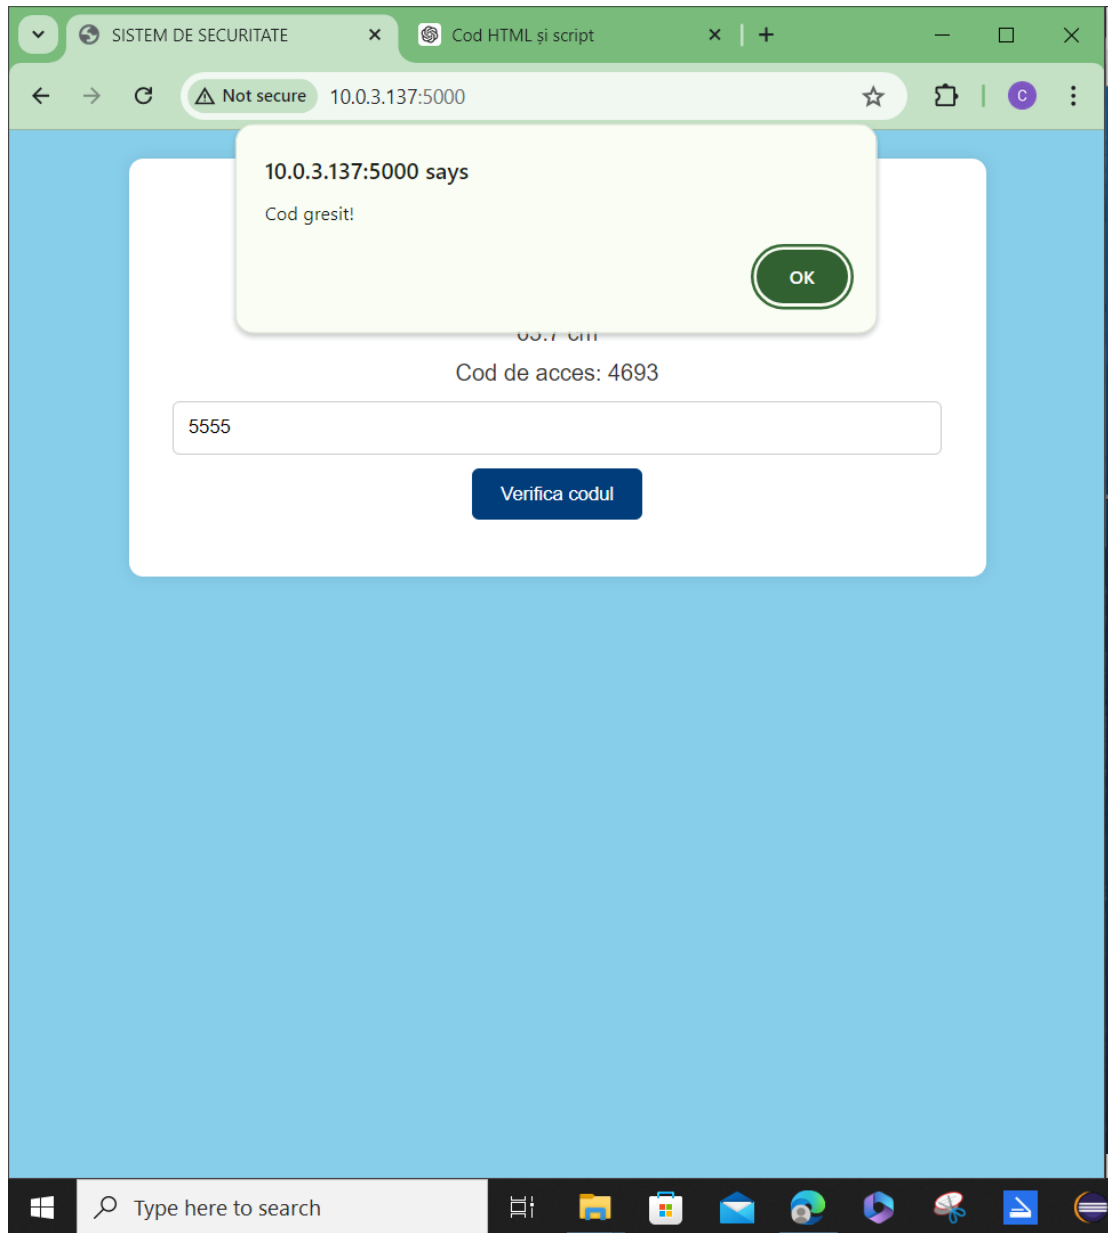 SISTEM DE SECURITATE
Cod HTML și script
Not secure 10.0.3.137:5000
C
10.0.3.137:5000 says
Cod gresit!
OK
cm
Cod de acces: 4693
5555
Verifica codul
Type here to search